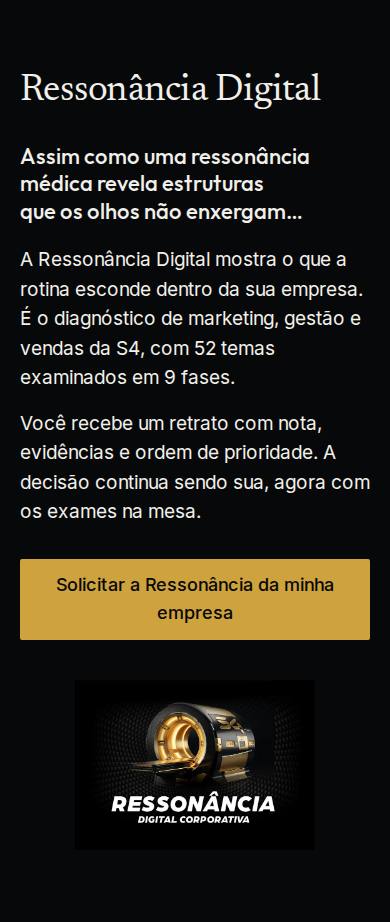 Ressonância Digital
Assim como uma ressonância
médica revela estruturas
que os olhos não enxergam...
A Ressonância Digital mostra o que a
rotina esconde dentro da sua empresa.
É o diagnóstico de marketing, gestão e
vendas da S4, com 52 temas
examinados em 9 fases.
Você recebe um retrato com nota,
evidências e ordem de prioridade. A
decisão continua sendo sua, agora com
os exames na mesa.
Solicitar a Ressonância da minha
empresa
RESSONÂNCIA
DIGITAL CORPORATIVA